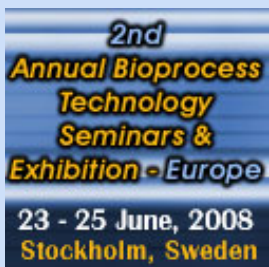 2nd
Annual Bioprocess
Technology
Seminars &
Exhibition - Europe
23 - 25 June, 2008
Stockholm, Sweden